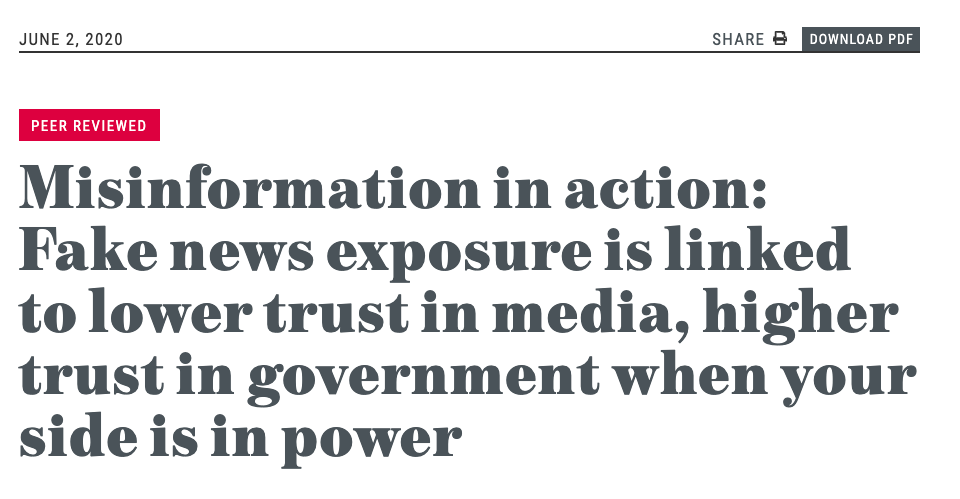 JUNE 2, 2020 SHARE DOWNLOAD PDF
PEER REVIEWED
Misinformation in action:
Fake news exposure is linked
to lower trust in media, higher
trust in government when your
side is in power